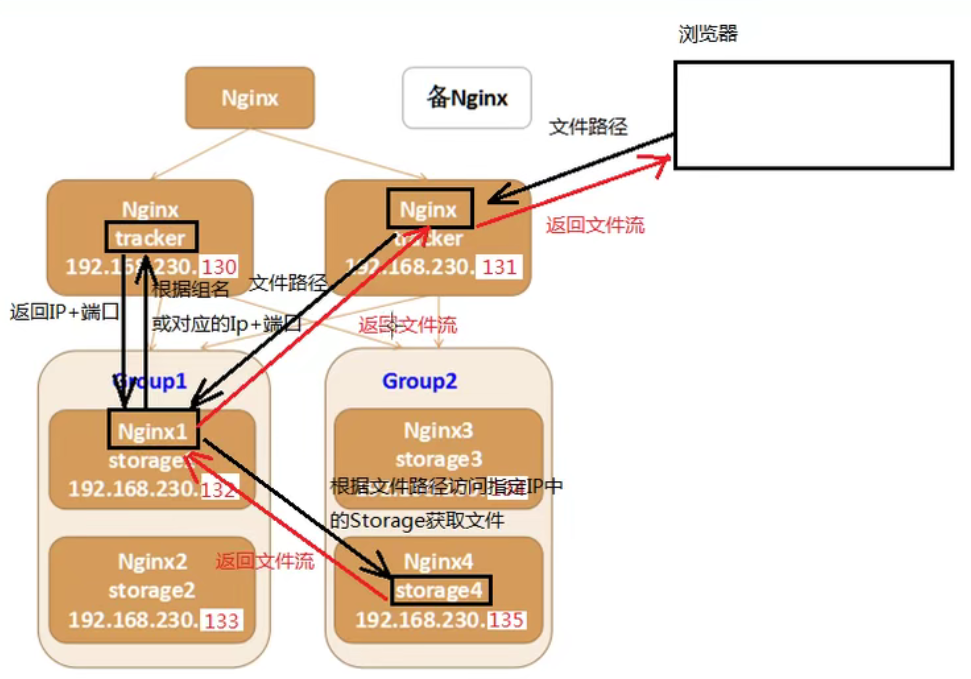 浏览器
Nginx
备Nginx
文件路径
Nginx
tracker
192.168.230.130
Nginx
tracker
192.168.230.131
返回文件流
文件路径
根据组名
或对应的Ip+端口
返回IP+端口
返回文件流
Group1
Nginx1
storage
192.168.230.132
Group2
Nginx3
storage3
192.168.230.
根据文件路径访问指定IP中
的Storage获取文件
返回文件流
Nginx2
storage2
192.168.230.133
Nginx4
storage4
192.168.230.135